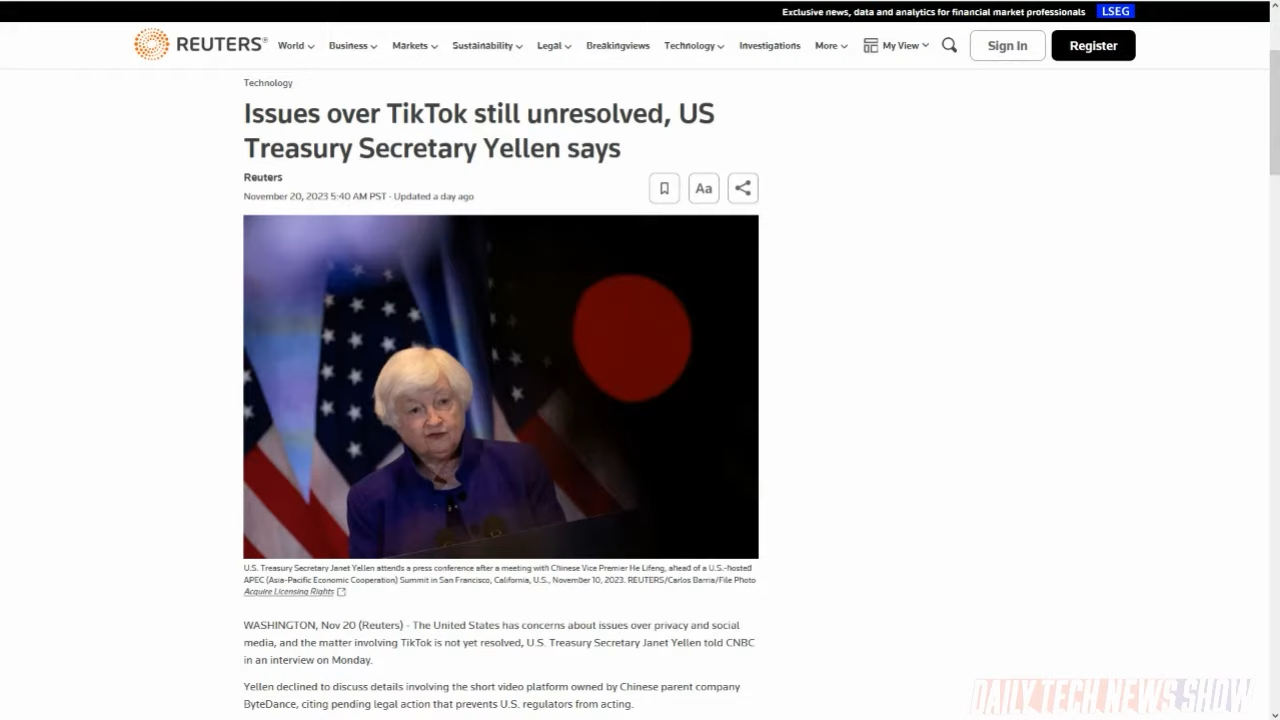 Exclusive news, data and analytics for financial market professionals LSEG
REUTERS® World Business Markets Sustainability Legal Breakingviews Technology Investigations More My View Sign In Register
Technology
Issues over TikTok still unresolved, US
Treasury Secretary Yellen says
Reuters
November 20, 2023 5:40 AM PST · Updated a day ago
Aa
U.S. Treasury Secretary Janet Yellen attends a press conference after a meeting with Chinese Vice Premier He Lifeng, ahead of a U.S.-hosted
APEC (Asia-Pacific Economic Cooperation) Summit in San Francisco, California, U.S., November 10, 2023. REUTERS/Carlos Barria/File Photo
Acquire Licensing Rights
WASHINGTON, Nov 20 (Reuters) - The United States has concerns about issues over privacy and social
media, and the matter involving TikTok is not yet resolved, U.S. Treasury Secretary Janet Yellen told CNBC
in an interview on Monday.
Yellen declined to discuss details involving the short video platform owned by Chinese parent company
ByteDance, citing pending legal action that prevents U.S. regulators from acting.
DAILY TECH NEWS SHOW